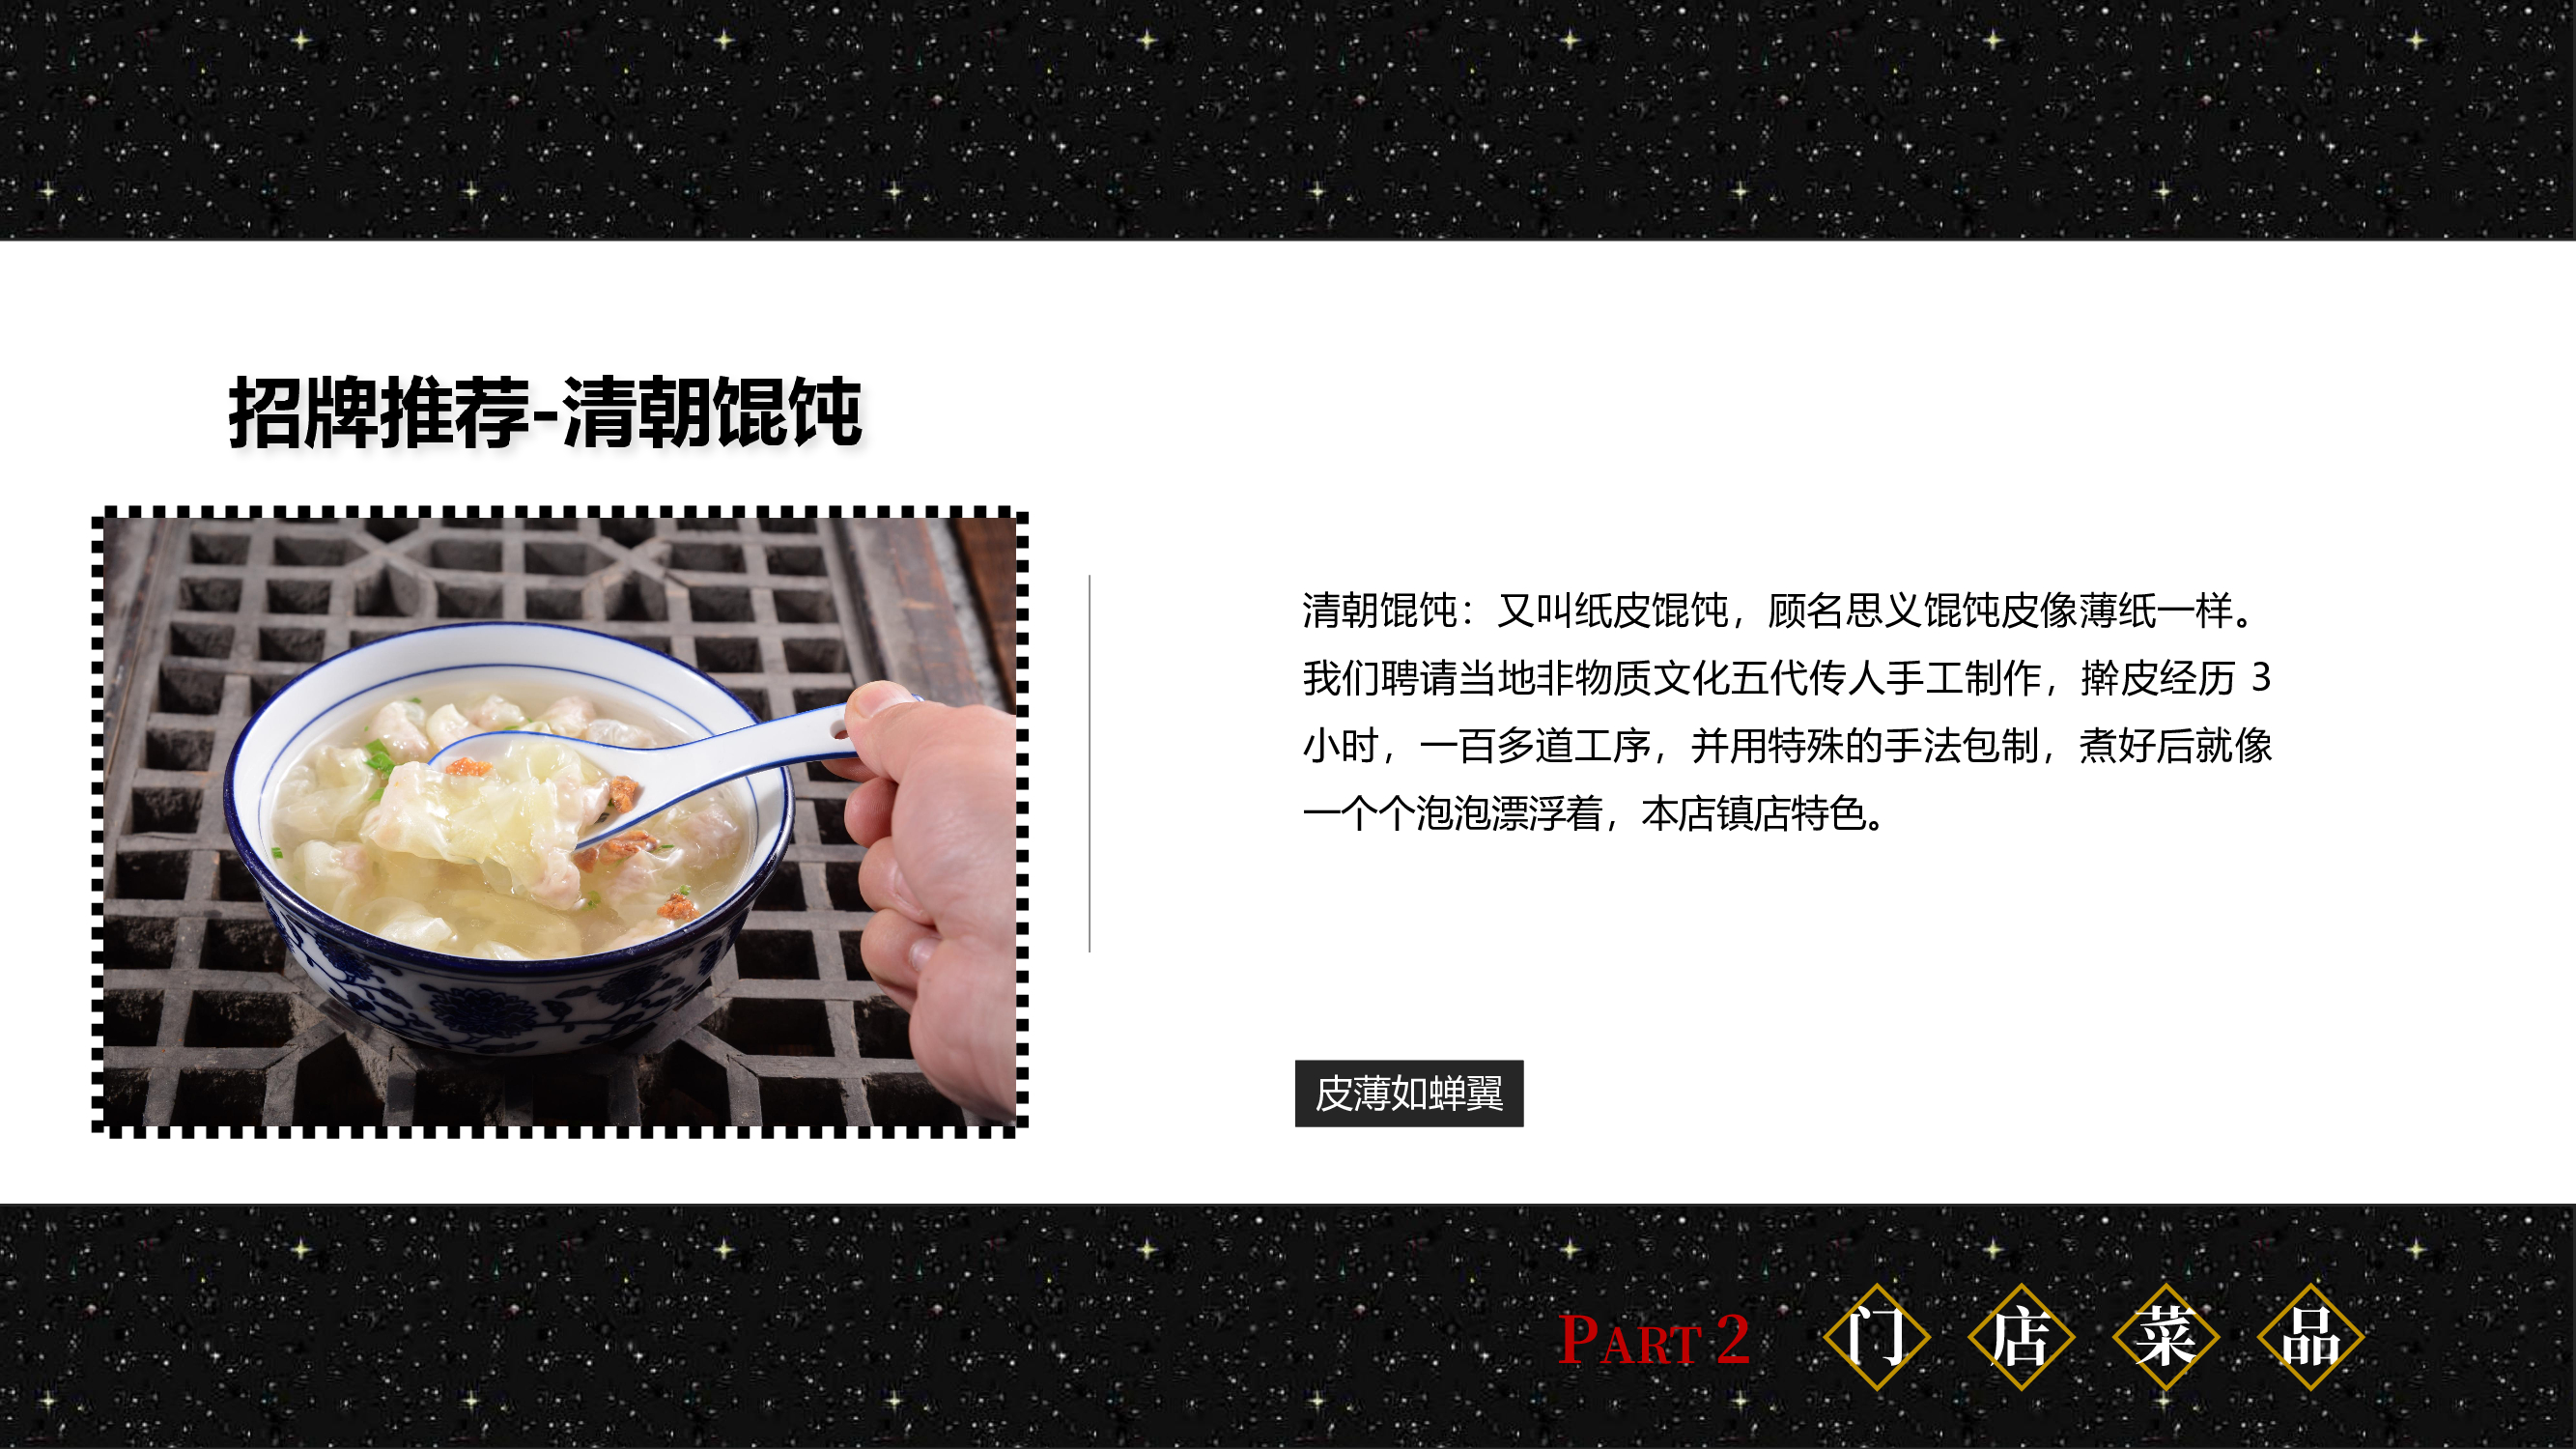 招牌推荐-清朝馄饨
清朝馄饨：又叫纸皮馄饨，顾名思义馄饨皮像薄纸一样。
我们聘请当地非物质文化五代传人手工制作，擀皮经历 3
小时，一百多道工序，并用特殊的手法包制，煮好后就像
一个个泡泡漂浮着，本店镇店特色。
皮薄如蝉翼
PART 2 门 店 菜 品